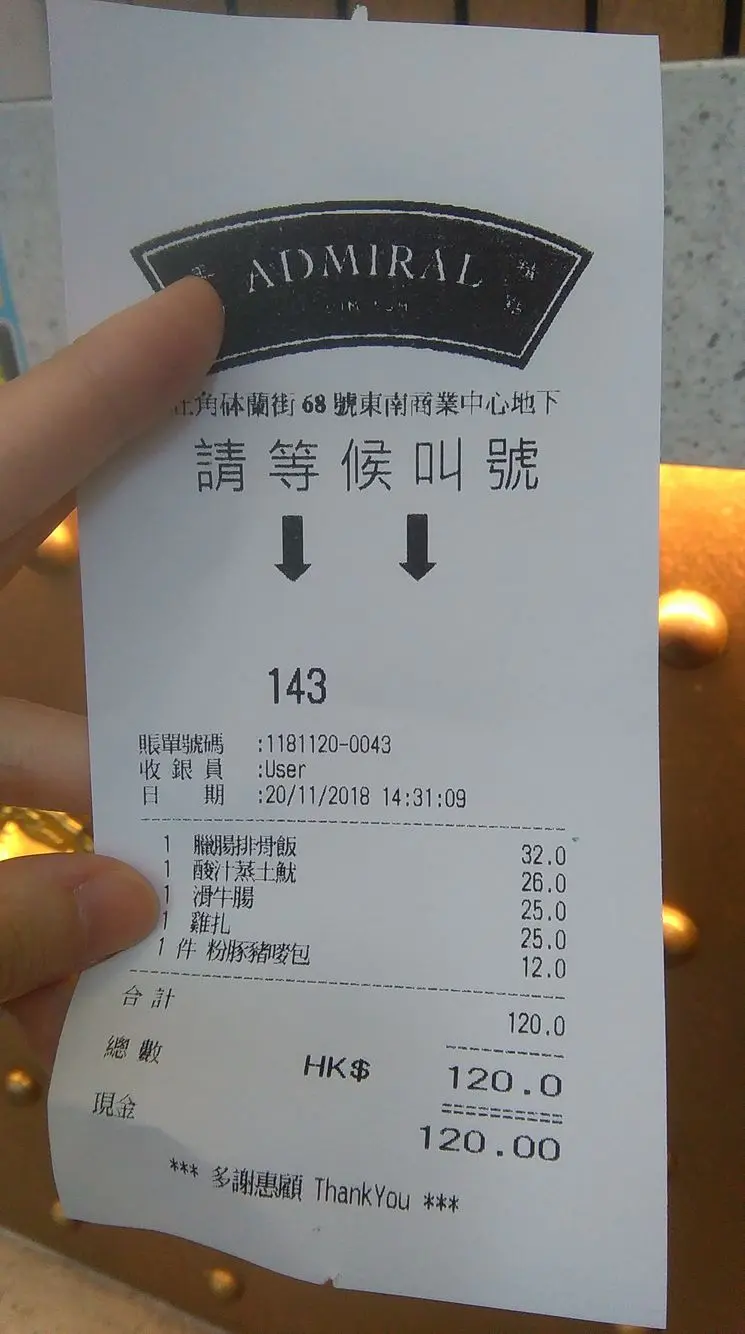 ADMIRAL
角砵蘭街 68 號東南商業中心地下
請等候叫號
143
賬單號碼 :1181120-0043
收銀員 :User
日 期 :20/11/2018 14:31:09
1 臘腸排骨飯 32.0
1 酸汁蒸土魷 26.0
1 滑牛腸 25.0
1 雞扎 25.0
1 件 粉豚豬嘜包 12.0
合計 120.0
總數 HK$ 120.0
現金 120.00
*** 多謝惠顧 ThankYou ***